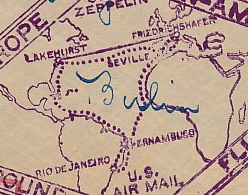 ZEPPELIN
FRIEDRICHSHAFEN
LAKEHURST
SEVILLE
Berlin
PERNAMBUCO
RIO DE JANEIRO
U.S.
AIR MAIL